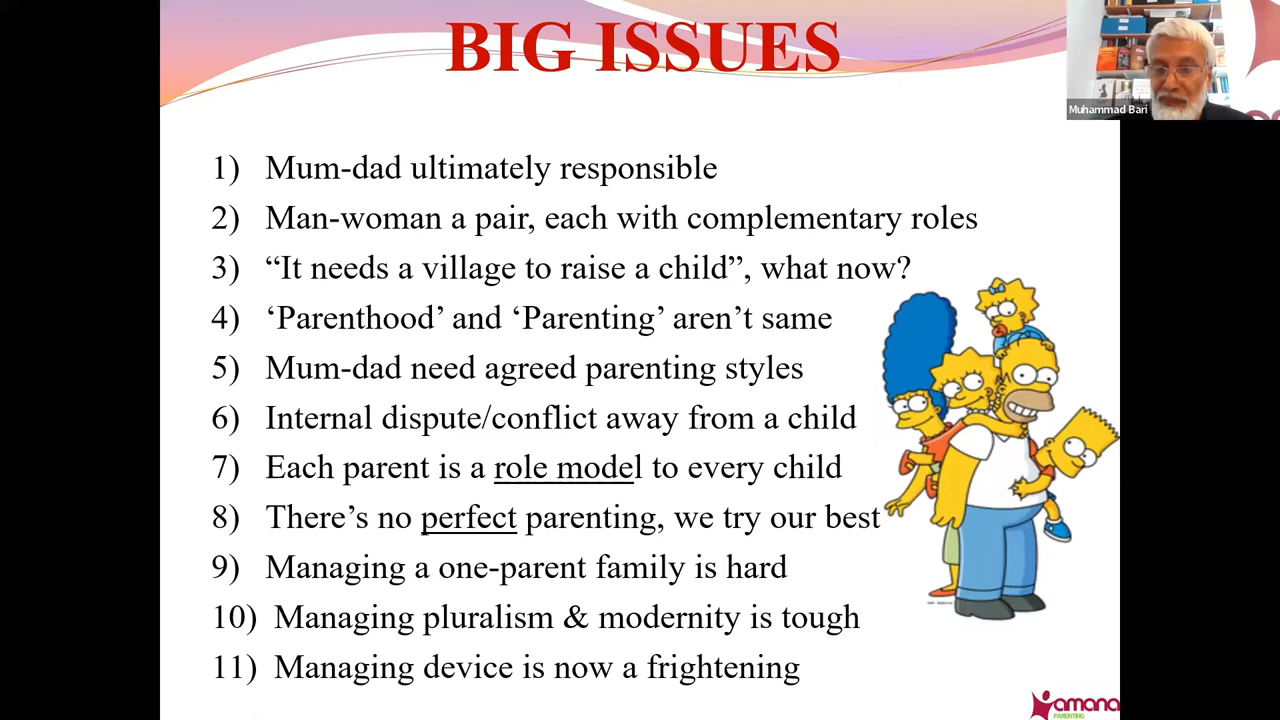 BIG ISSUES
Muhammad Bari
1) Mum-dad ultimately responsible
2) Man-woman a pair, each with complementary roles
3) “It needs a village to raise a child”, what now?
4) ‘Parenthood’ and ‘Parenting’ aren’t same
5) Mum-dad need agreed parenting styles
6) Internal dispute/conflict away from a child
7) Each parent is a role model to every child
8) There’s no perfect parenting, we try our best
9) Managing a one-parent family is hard
10) Managing pluralism & modernity is tough
11) Managing device is now a frightening
amana
PARENTING